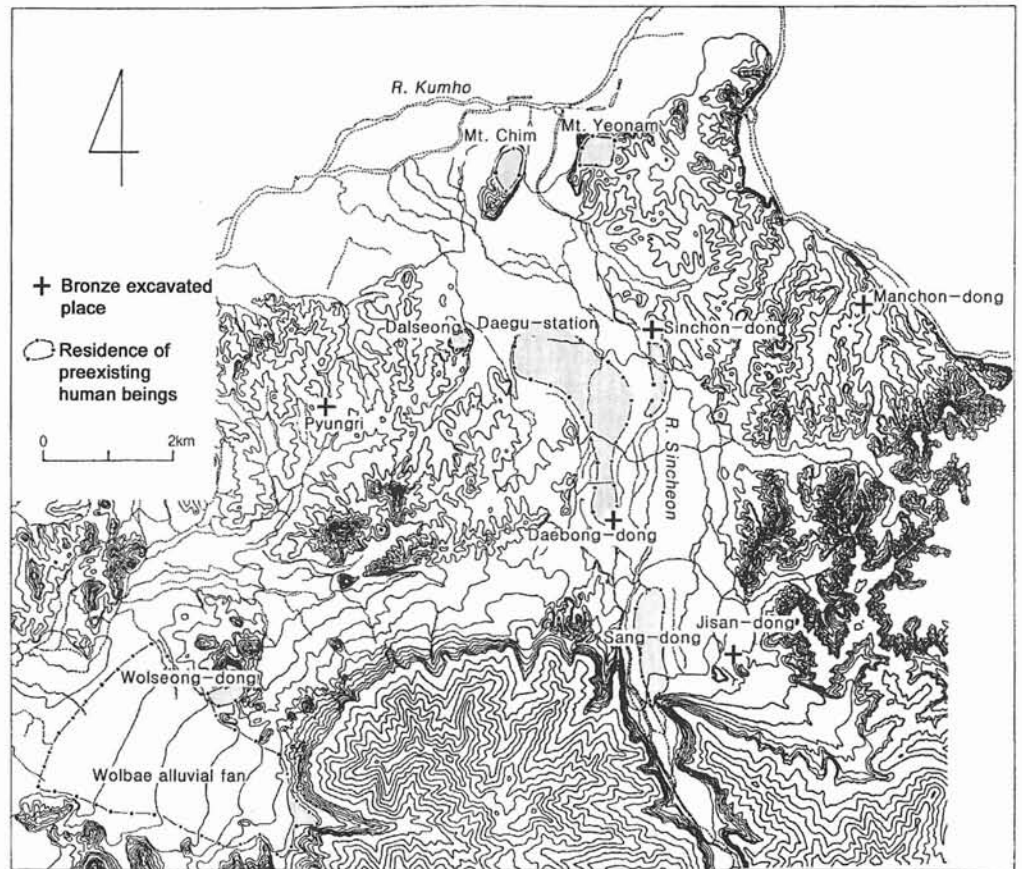 R. Kumho
Mt. Chim
Mt. Yeonam
Bronze excavated
place
Manchon-dong
Sinchon-dong
Dalseong
Daegu-station
Residence of
preexisting
human beings
Pyungri
0 2km
R. Sincheon
Daebong-dong
Jisan-dong
Sang-dong
Wolseong-dong
Wolbae alluvial fan